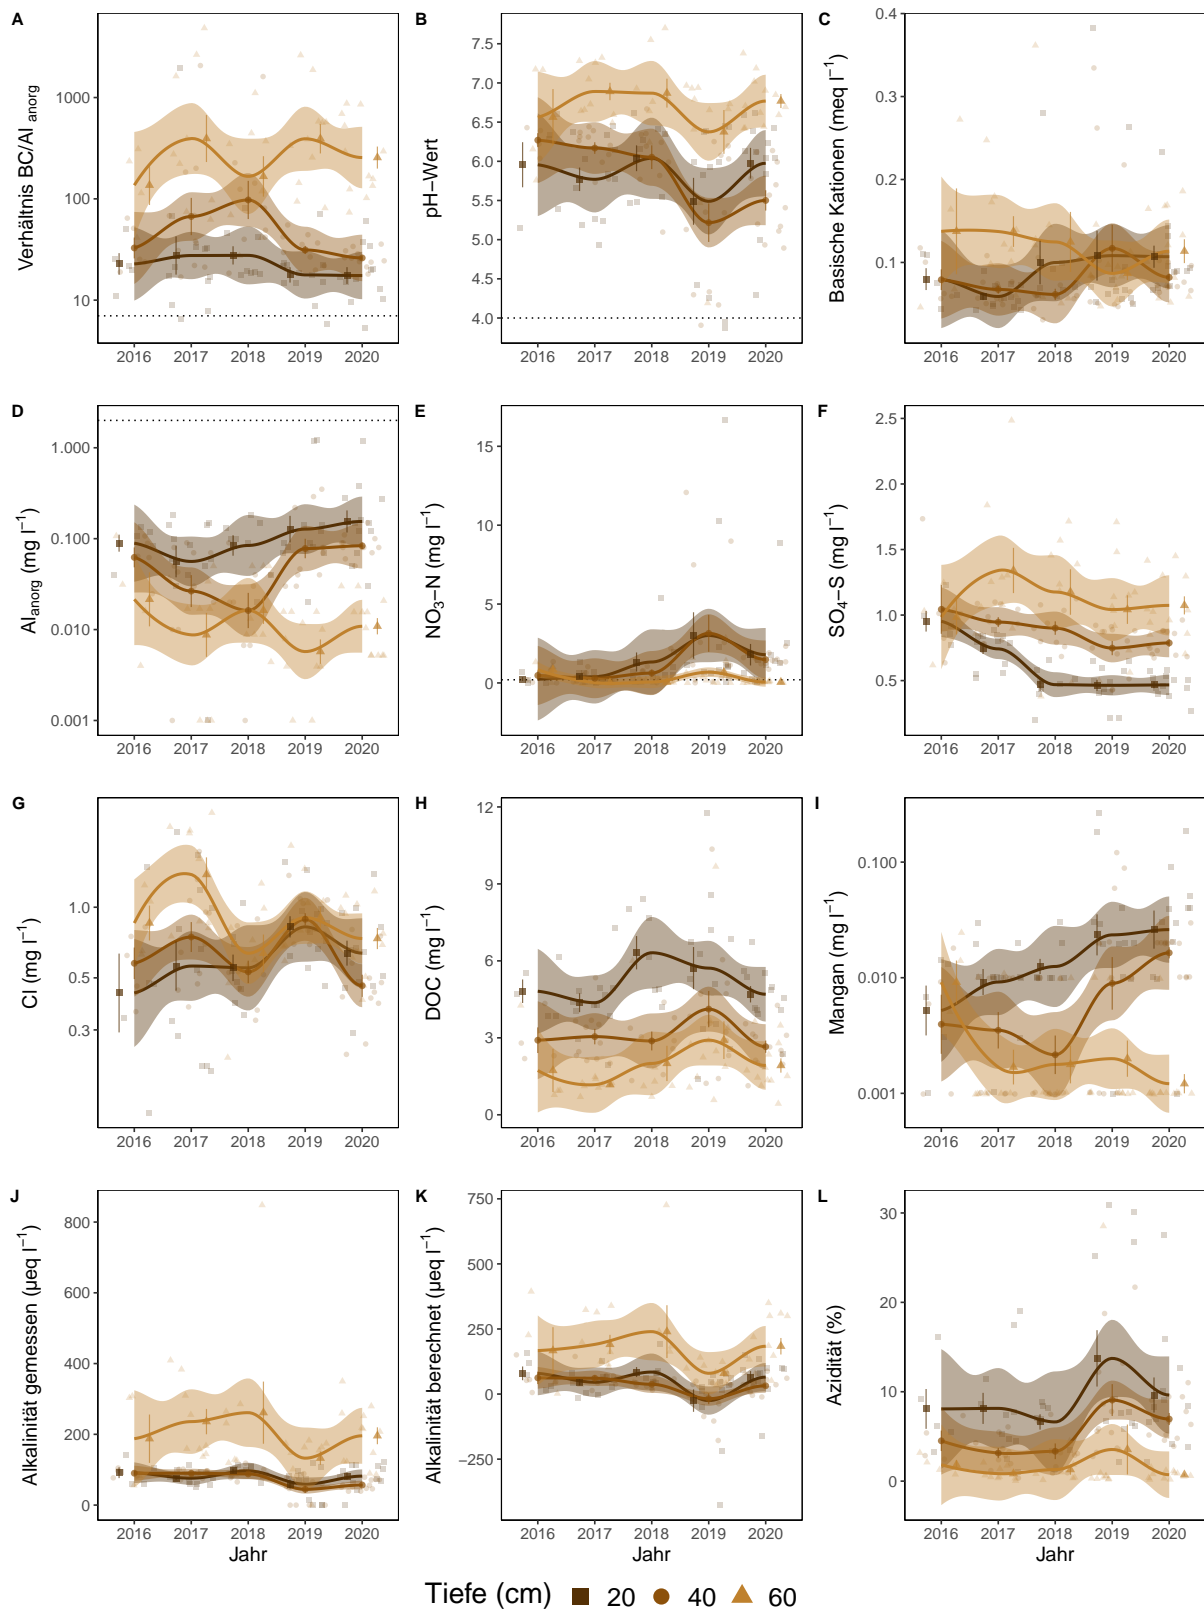 A
Verhältnis BC/Al anorg
1000
100
10
2016 2017 2018 2019 2020
B
pH−Wert
7.5
7.0
6.5
6.0
5.5
5.0
4.5
4.0
2016 2017 2018 2019 2020
C
Basische Kationen (meq l⁻¹)
0.4
0.3
0.2
0.1
2016 2017 2018 2019 2020
D
Al anorg (mg l⁻¹)
1.000
0.100
0.010
0.001
2016 2017 2018 2019 2020
E
NO₃−N (mg l⁻¹)
15
10
5
0
2016 2017 2018 2019 2020
F
SO₄−S (mg l⁻¹)
2.5
2.0
1.5
1.0
0.5
2016 2017 2018 2019 2020
G
Cl (mg l⁻¹)
1.0
0.5
0.3
2016 2017 2018 2019 2020
H
DOC (mg l⁻¹)
12
9
6
3
0
2016 2017 2018 2019 2020
I
Mangan (mg l⁻¹)
0.100
0.010
0.001
2016 2017 2018 2019 2020
J
Alkalinität gemessen (µeq l⁻¹)
800
600
400
200
0
2016 2017 2018 2019 2020
Jahr
K
Alkalinität berechnet (µeq l⁻¹)
750
500
250
0
−250
2016 2017 2018 2019 2020
Jahr
L
Azidität (%)
30
20
10
0
2016 2017 2018 2019 2020
Jahr
Tiefe (cm) 20 40 60